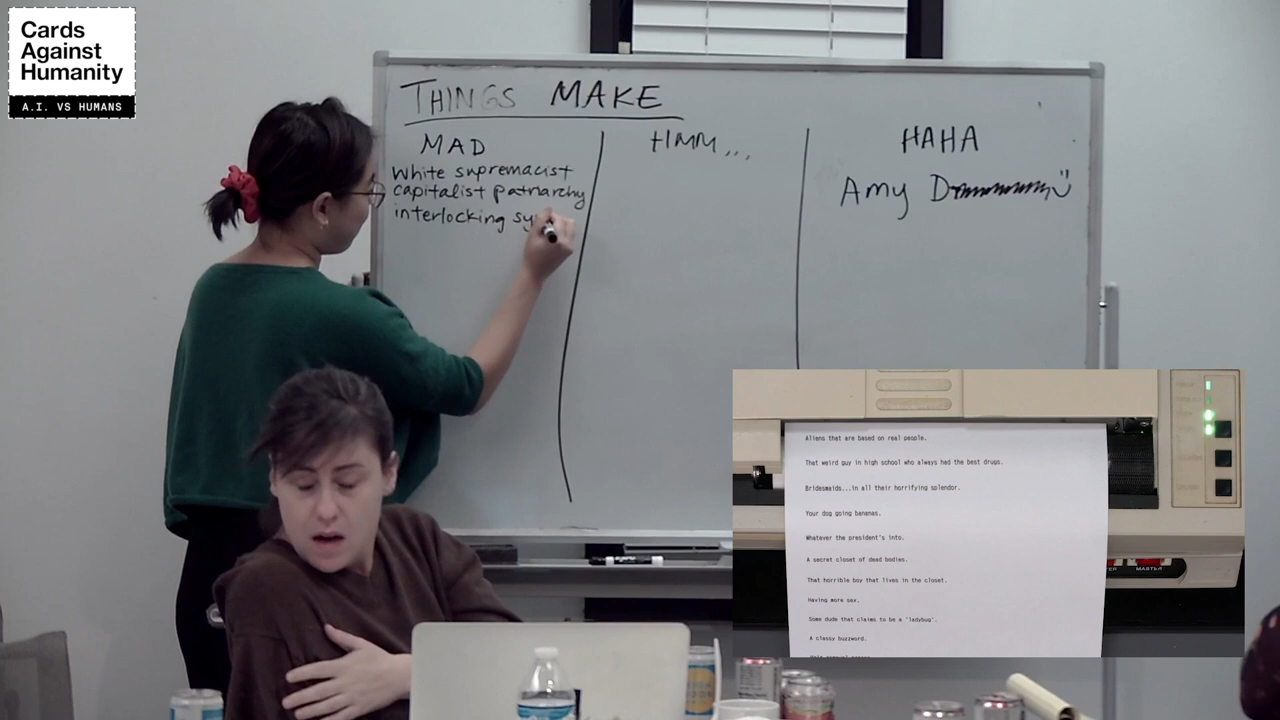 Cards
Against
Humanity
A.I. VS HUMANS
THINGS MAKE
MAD
White supremacist
capitalist patriarchy
interlocking sy
HMM...
HAHA
Amy D
Aliens that are based on real people.
That weird guy in high school who always had the best drugs.
Bridesmaids...in all their horrifying splendor.
Your dog going bananas.
Whatever the president's into.
A secret closet of dead bodies.
That horrible boy that lives in the closet.
Having more sex.
Some dude that claims to be a 'ladybug'.
A classy buzzword.